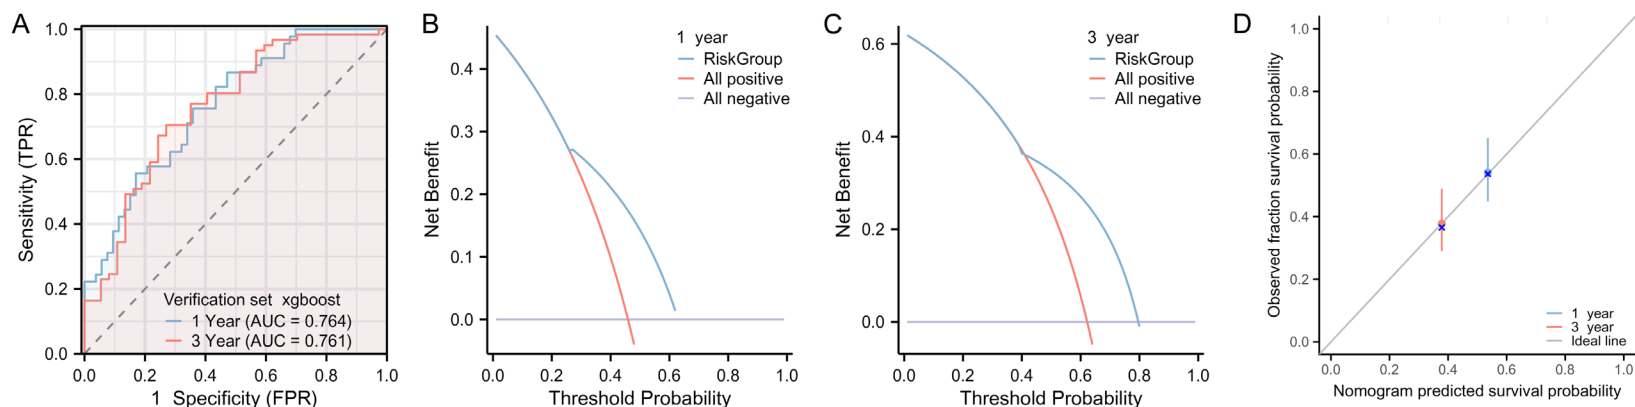 A
1.0
0.8
0.6
0.4
0.2
0.0
Sensitivity (TPR)
Verification set xgboost
1 Year (AUC = 0.764)
3 Year (AUC = 0.761)
0.0 0.2 0.4 0.6 0.8 1.0
1 Specificity (FPR)
B
0.4
0.3
0.2
0.1
0.0
Net Benefit
1 year
RiskGroup
All positive
All negative
0.0 0.2 0.4 0.6 0.8 1.0
Threshold Probability
C
0.6
0.4
0.2
0.0
Net Benefit
3 year
RiskGroup
All positive
All negative
0.0 0.2 0.4 0.6 0.8 1.0
Threshold Probability
D
1.0
0.8
0.6
0.4
0.2
0.0
Observed fraction survival probability
1 year
3 year
Ideal line
0.0 0.2 0.4 0.6 0.8 1.0
Nomogram predicted survival probability